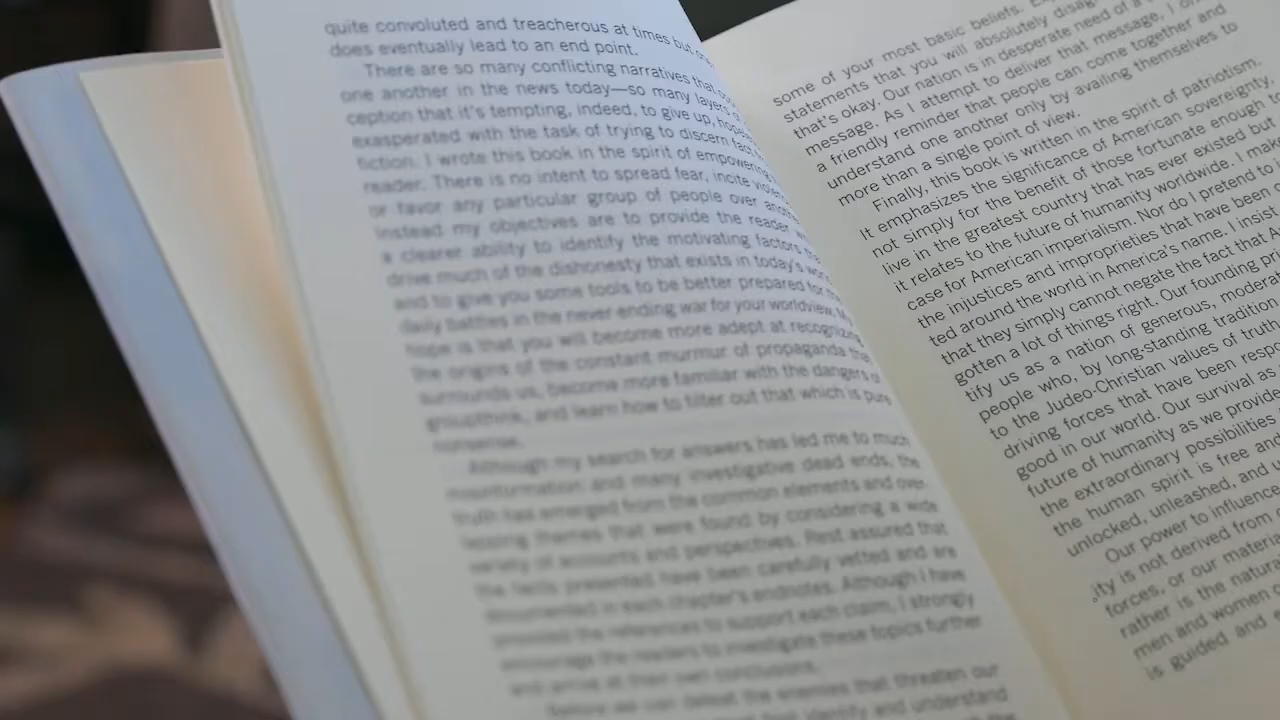 quite convoluted and treacherous at times but
does eventually lead to an end point.
There are so many conflicting narratives that
one another in the news today—so many layers
ception that it's tempting, indeed, to give up,
exasperated with the task of trying to discern fact
fiction. I wrote this book in the spirit of empowering
reader. There is no intent to spread fear, incite
or favor any particular group of people over
Instead my objectives are to provide the reader
a clearer ability to identify the motivating factors
drive much of the dishonesty that exists in today's
and to give you some tools to be better prepared for
daily battles in the never ending war for your worldview.
hope is that you will become more adept at recognizing
the origins of the constant murmur of propaganda
surrounds us, become more familiar with the dangers
groupthink, and learn how to filter out that which is pure
nonsense.
Although my search for answers has led me to much
misinformation and many investigative dead ends, the
truth has emerged from the common elements and over-
lapping themes that were found by considering a wide
variety of accounts and perspectives. Rest assured that
the facts presented have been carefully vetted and are
documented in each chapter's endnotes. Although I have
provided the references to support each claim, I strongly
encourage the readers to investigate these topics further
and arrive at their own conclusions.
Before we can defeat the enemies that threaten our
identify and understand
some of your most basic beliefs.
statements that you will absolutely
that's okay. Our nation is in desperate need of a
message. As I attempt to deliver that message, I
a friendly reminder that people can come together and
understand one another only by availing themselves to
more than a single point of view.
Finally, this book is written in the spirit of patriotism.
It emphasizes the significance of American sovereignty,
not simply for the benefit of those fortunate enough to
live in the greatest country that has ever existed but
it relates to the future of humanity worldwide. I make
case for American imperialism. Nor do I pretend to
the injustices and improprieties that have been
ted around the world in America's name. I insist
that they simply cannot negate the fact that
gotten a lot of things right. Our founding
tify us as a nation of generous,
people who, by long-standing
to the Judeo-Christian values of truth
driving forces that have been
good in our world. Our survival as
future of humanity as we provide
the extraordinary possibilities
the human spirit is free and
unlocked, unleashed, and
Our power to influence
ity is not derived from
forces, or our
rather is the
men and women
is guided and